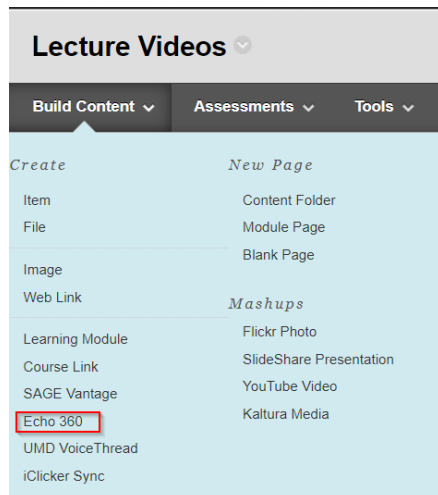 Lecture Videos
Build Content
Assessments
Tools
Create
Item
File
Image
Web Link
Learning Module
Course Link
SAGE Vantage
Echo 360
UMD VoiceThread
iClicker Sync
New Page
Content Folder
Module Page
Blank Page
Mashups
Flickr Photo
SlideShare Presentation
YouTube Video
Kaltura Media